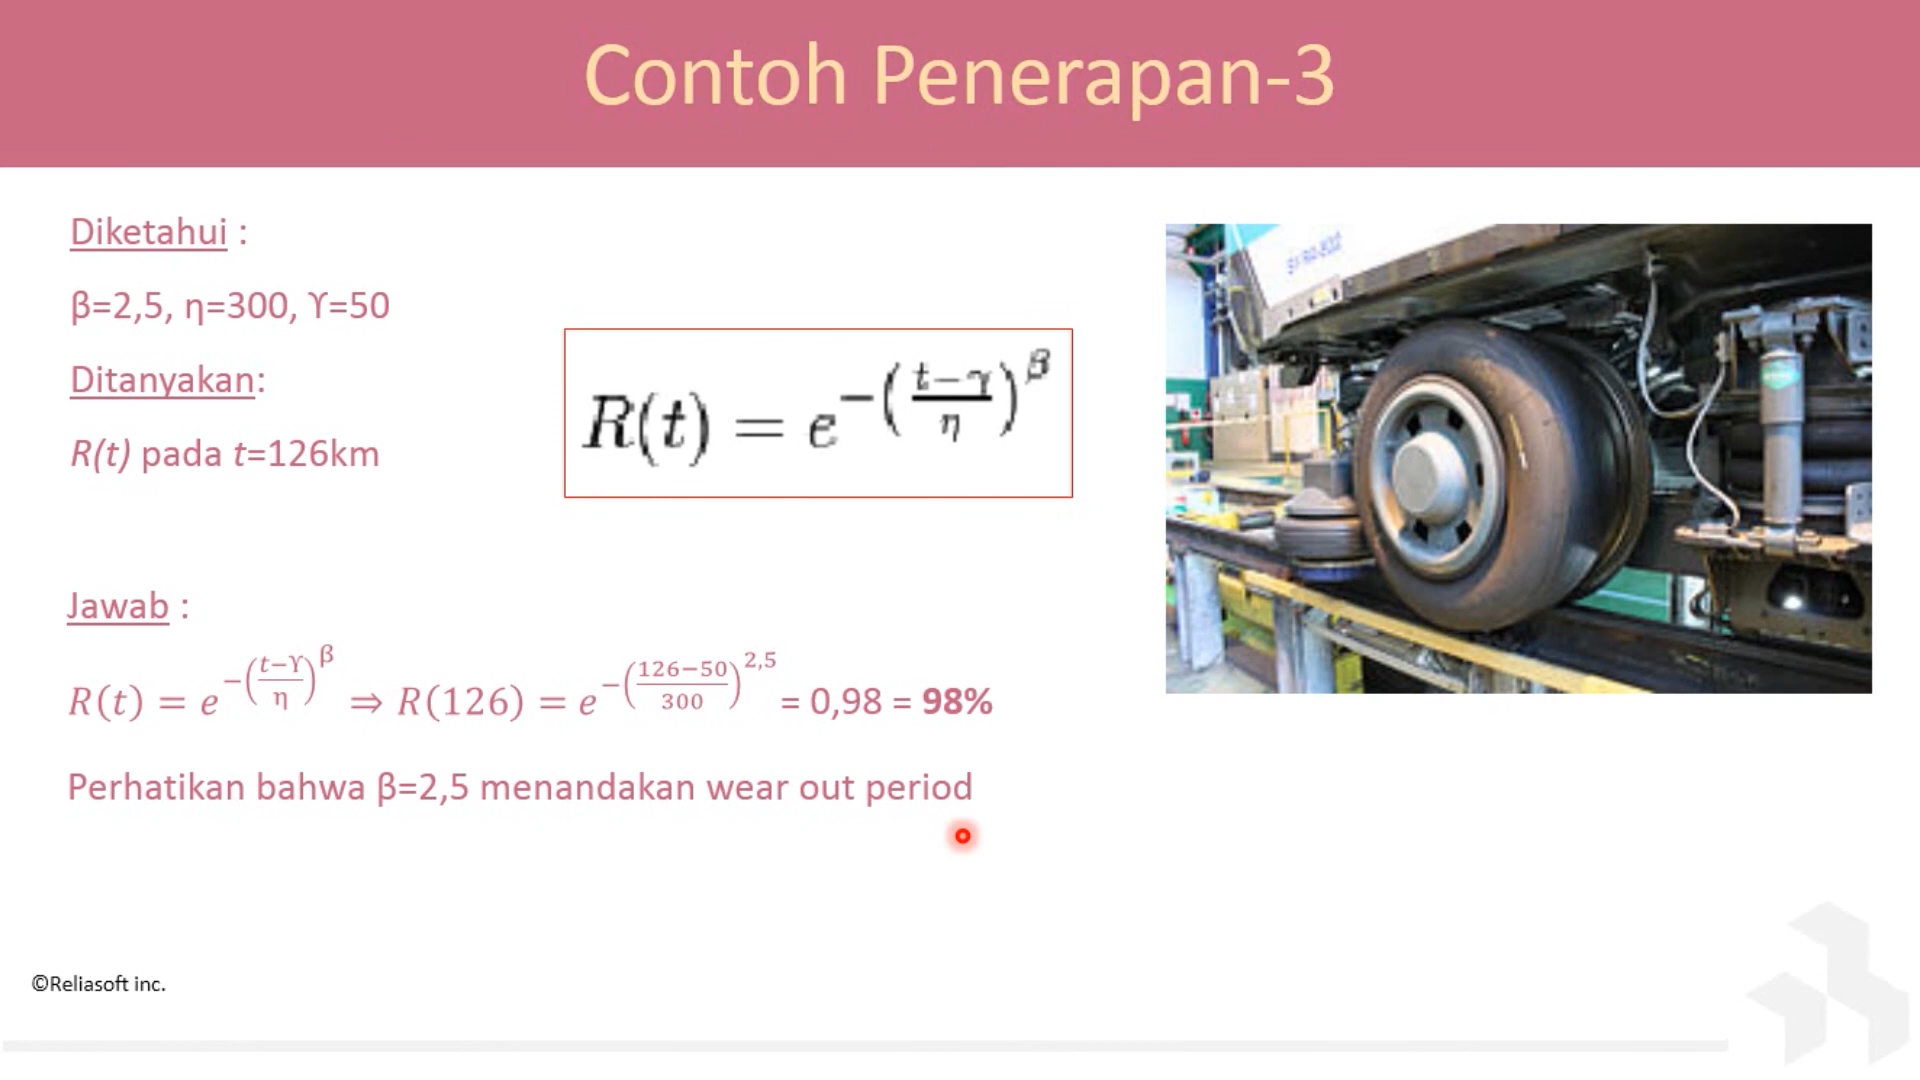 Contoh Penerapan-3
Diketahui :
β=2,5, η=300, ϒ=50
Ditanyakan:
R(t) pada t=126km
R(t) = e^{-((t-γ)/η)^β}
Jawab :
R(t) = e^{-((t-ϒ)/η)^β} ⇒ R(126) = e^{-((126-50)/300)^{2,5}} = 0,98 = 98%
Perhatikan bahwa β=2,5 menandakan wear out period
©Reliasoft inc.